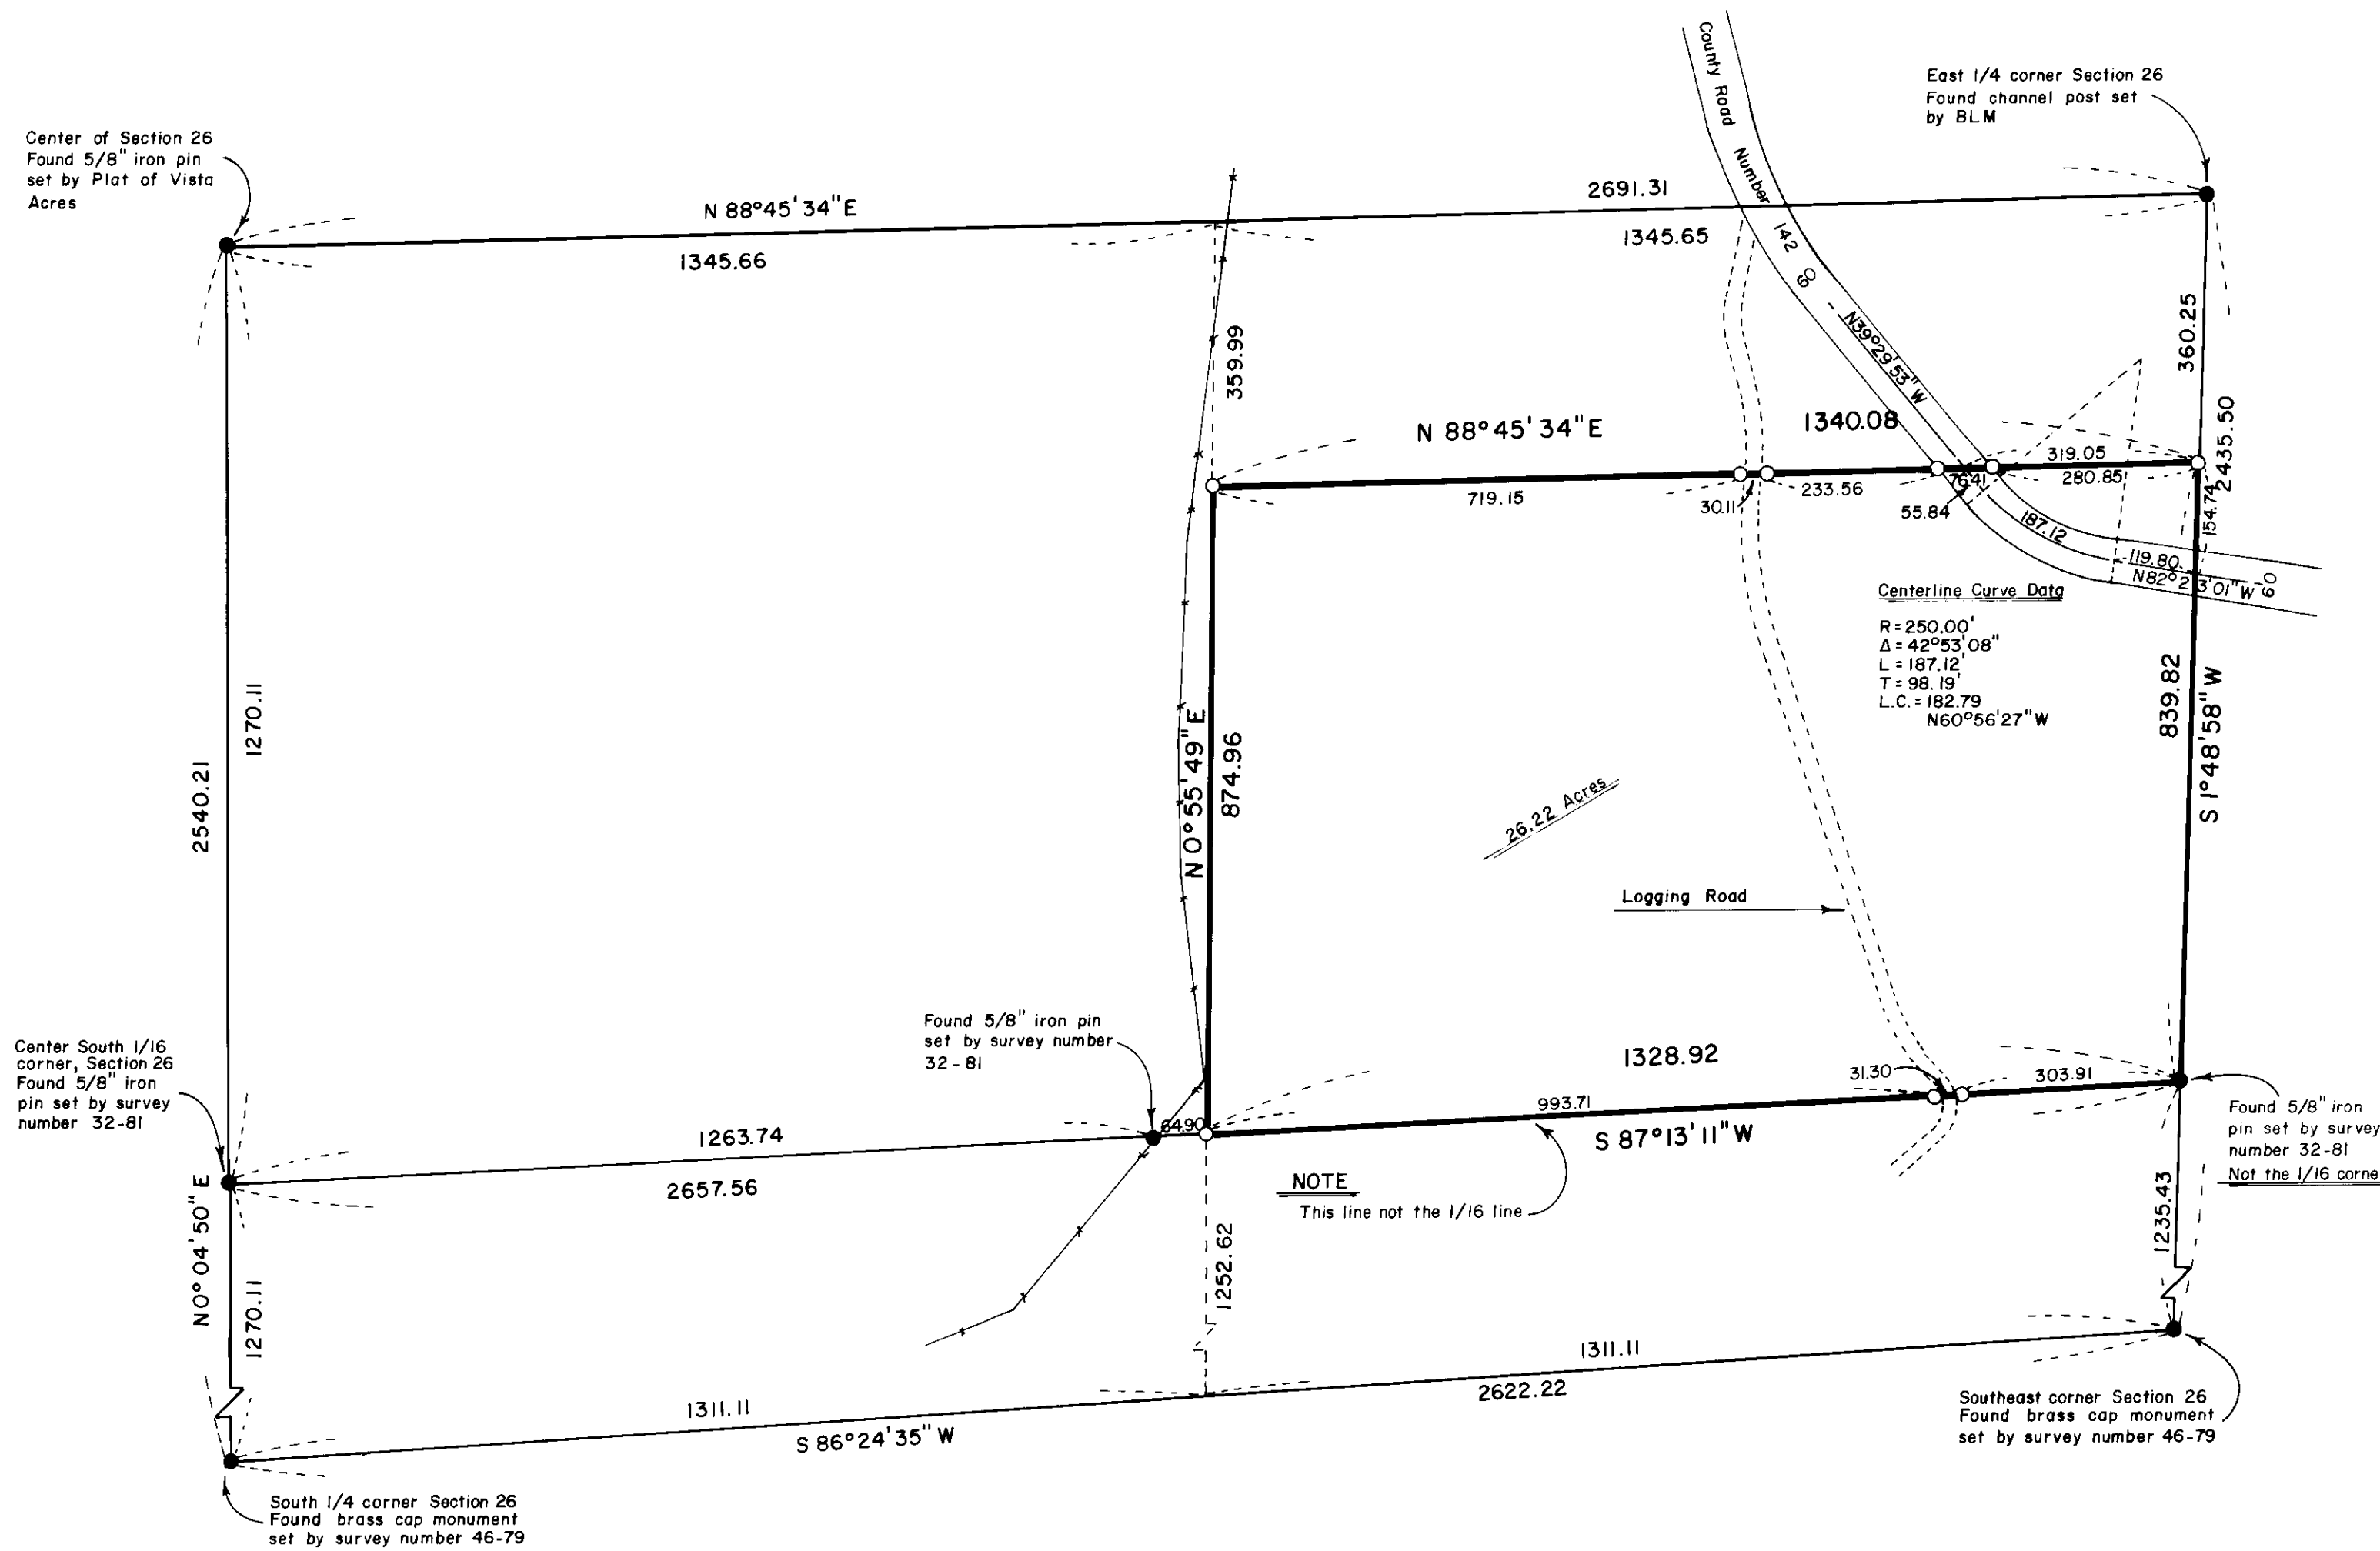 County Road Number 142
60
East 1/4 corner Section 26
Found channel post set
by BLM
Center of Section 26
Found 5/8" iron pin
set by Plat of Vista
Acres
N 88°45'34"E
2691.31
1345.66
1345.65
359.99
360.25
N39°29'53"W
2435.50
N 88°45'34"E
1340.08
319.05
719.15
30.11
233.56
76.41
280.85
55.84
154.74
187.12
119.80
N82°23'01"W
60
Centerline Curve Data
R=250.00'
Δ=42°53'08"
L=187.12'
T=98.19'
L.C.=182.79
N60°56'27"W
1270.11
2540.21
N 0°55'49" E
874.96
839.82
S 1°48'58" W
26.22 Acres
Logging Road
Found 5/8" iron pin
set by survey number
32-81
Center South 1/16
corner, Section 26
Found 5/8" iron
pin set by survey
number 32-81
1328.92
31.30
303.91
993.71
64.90
1263.74
S 87°13'11" W
2657.56
NOTE
This line not the 1/16 line
Found 5/8" iron
pin set by survey
number 32-81
Not the 1/16 corne
N0°04'50" E
1270.11
1252.62
1235.43
1311.11
1311.11
2622.22
S 86°24'35" W
Southeast corner Section 26
Found brass cap monument
set by survey number 46-79
South 1/4 corner Section 26
Found brass cap monument
set by survey number 46-79